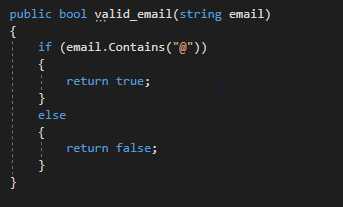 public bool valid_email(string email)
{
if (email.Contains("@"))
{
return true;
}
else
{
return false;
}
}